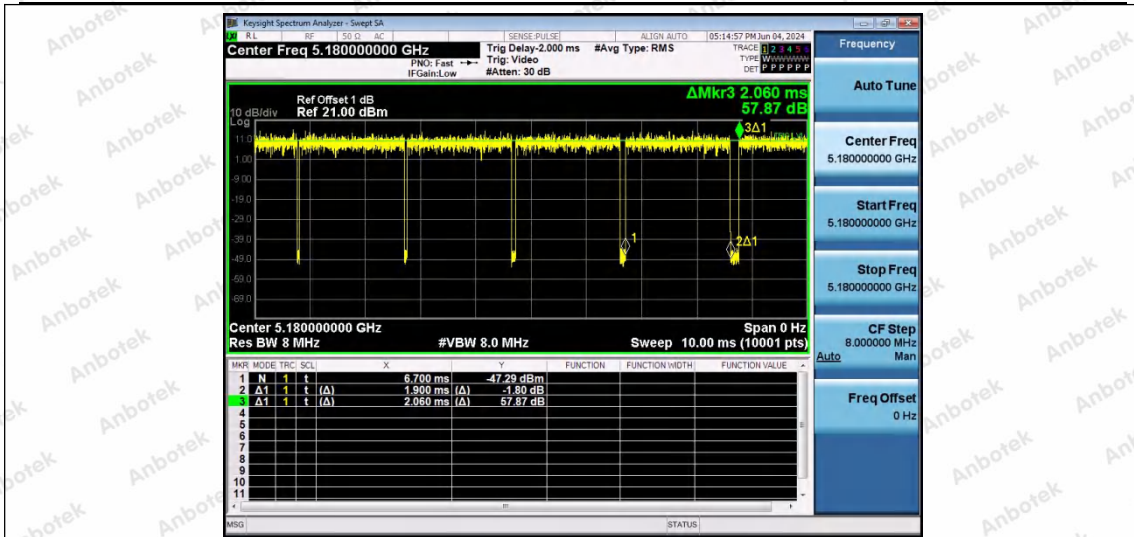 Keysight Spectrum Analyzer - Swept SA
RL RF 50 Ω AC SENSE:PULSE ALIGN AUTO 05:14:57 PM Jun 04, 2024
Center Freq 5.180000000 GHz Trig Delay-2.000 ms #Avg Type: RMS TRACE 1 2 3 4 5 6
PNO: Fast Trig: Video TYPE W
IFGain:Low #Atten: 30 dB DET P P P P P P
ΔMkr3 2.060 ms
57.87 dB
Ref Offset 1 dB
10 dB/div Ref 21.00 dBm
Log
3Δ1
11.0
1.00
-9.00
-19.0
-29.0
-39.0
1
2Δ1
-49.0
-59.0
-69.0
Center 5.180000000 GHz Span 0 Hz
Res BW 8 MHz #VBW 8.0 MHz Sweep 10.00 ms (10001 pts)
MKR MODE TRC SCL X Y FUNCTION FUNCTION WIDTH FUNCTION VALUE
1 N 1 t 6.700 ms -47.29 dBm
2 Δ1 1 t (Δ) 1.900 ms (Δ) -1.80 dB
3 Δ1 1 t (Δ) 2.060 ms (Δ) 57.87 dB
4
5
6
7
8
9
10
11
MSG STATUS
Frequency
Auto Tune
Center Freq
5.180000000 GHz
Start Freq
5.180000000 GHz
Stop Freq
5.180000000 GHz
CF Step
8.000000 MHz
Auto Man
Freq Offset
0 Hz
Anbotek